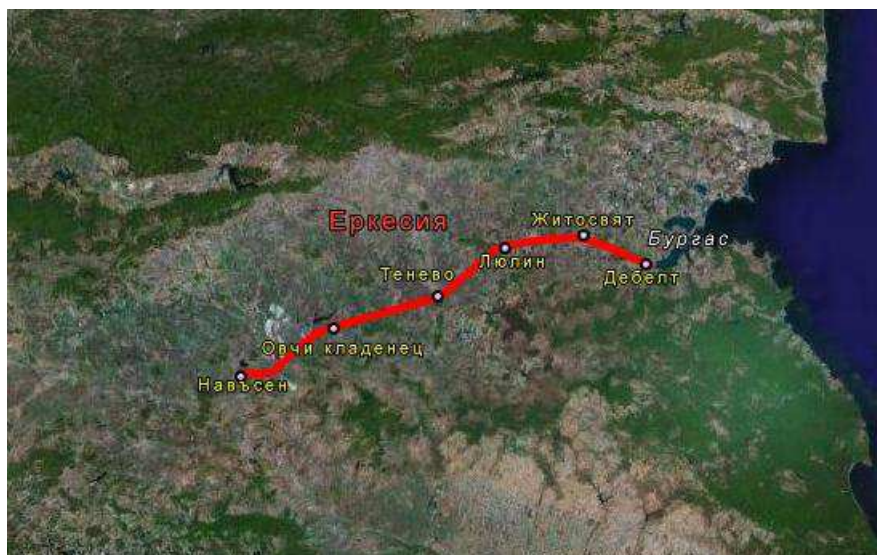 Еркесия
Житосвят
Бургас
Люлин
Дебелт
Тенево
Овчи кладенец
Навъсен